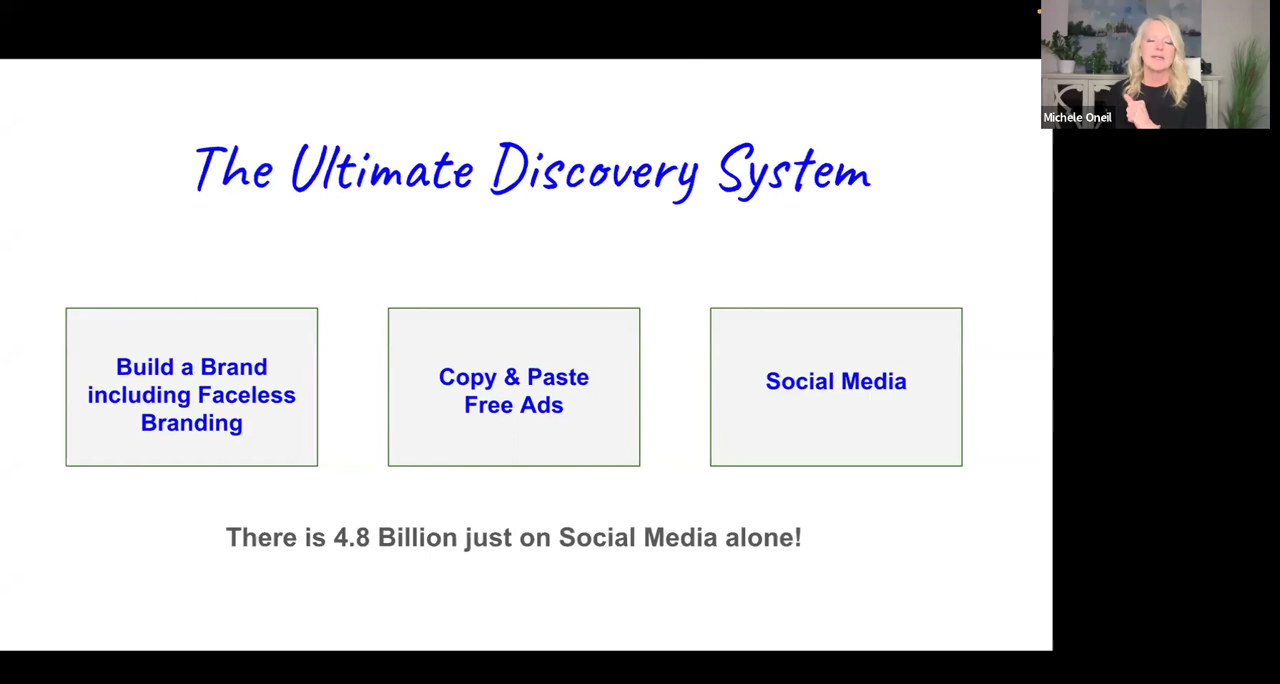 Michele Oneil
The Ultimate Discovery System
Build a Brand
including Faceless
Branding
Copy & Paste
Free Ads
Social Media
There is 4.8 Billion just on Social Media alone!